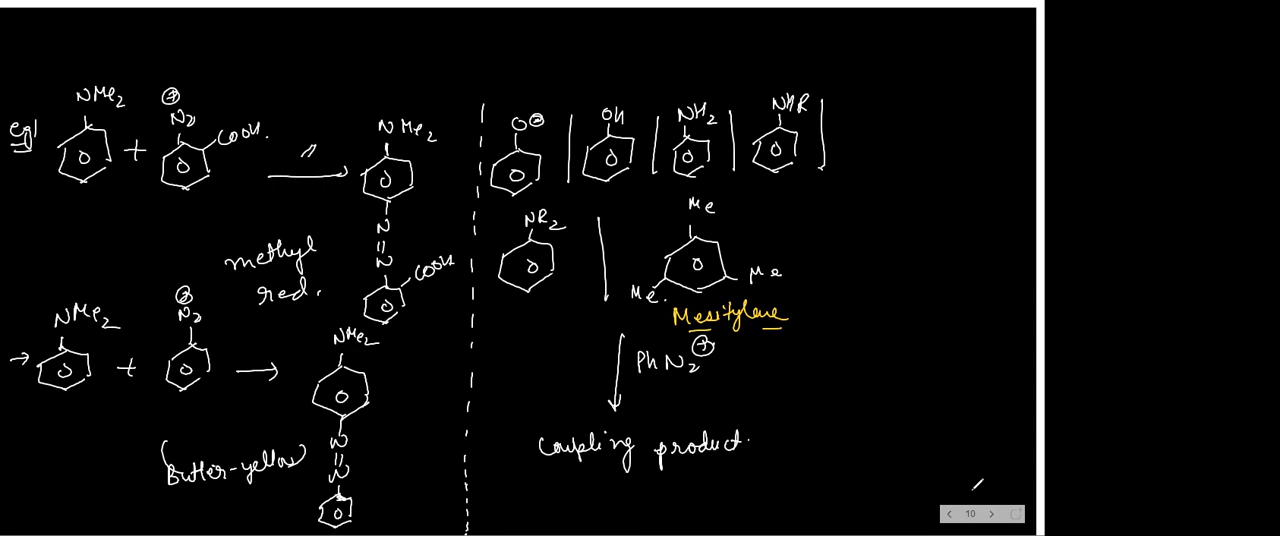 eg1
NMe2
+
⊕
N2
COOH.
NMe2
N
||
N
COOH
methyl
red.
→ NMe2
+
⊕
N2
NMe2
N
||
N
(Butter-yellow)
O⊖ | OH | NH2 | NHR |
NR2 |
Me
Me
Me.
Mesitylene
PhN2⊕
Coupling product.
10